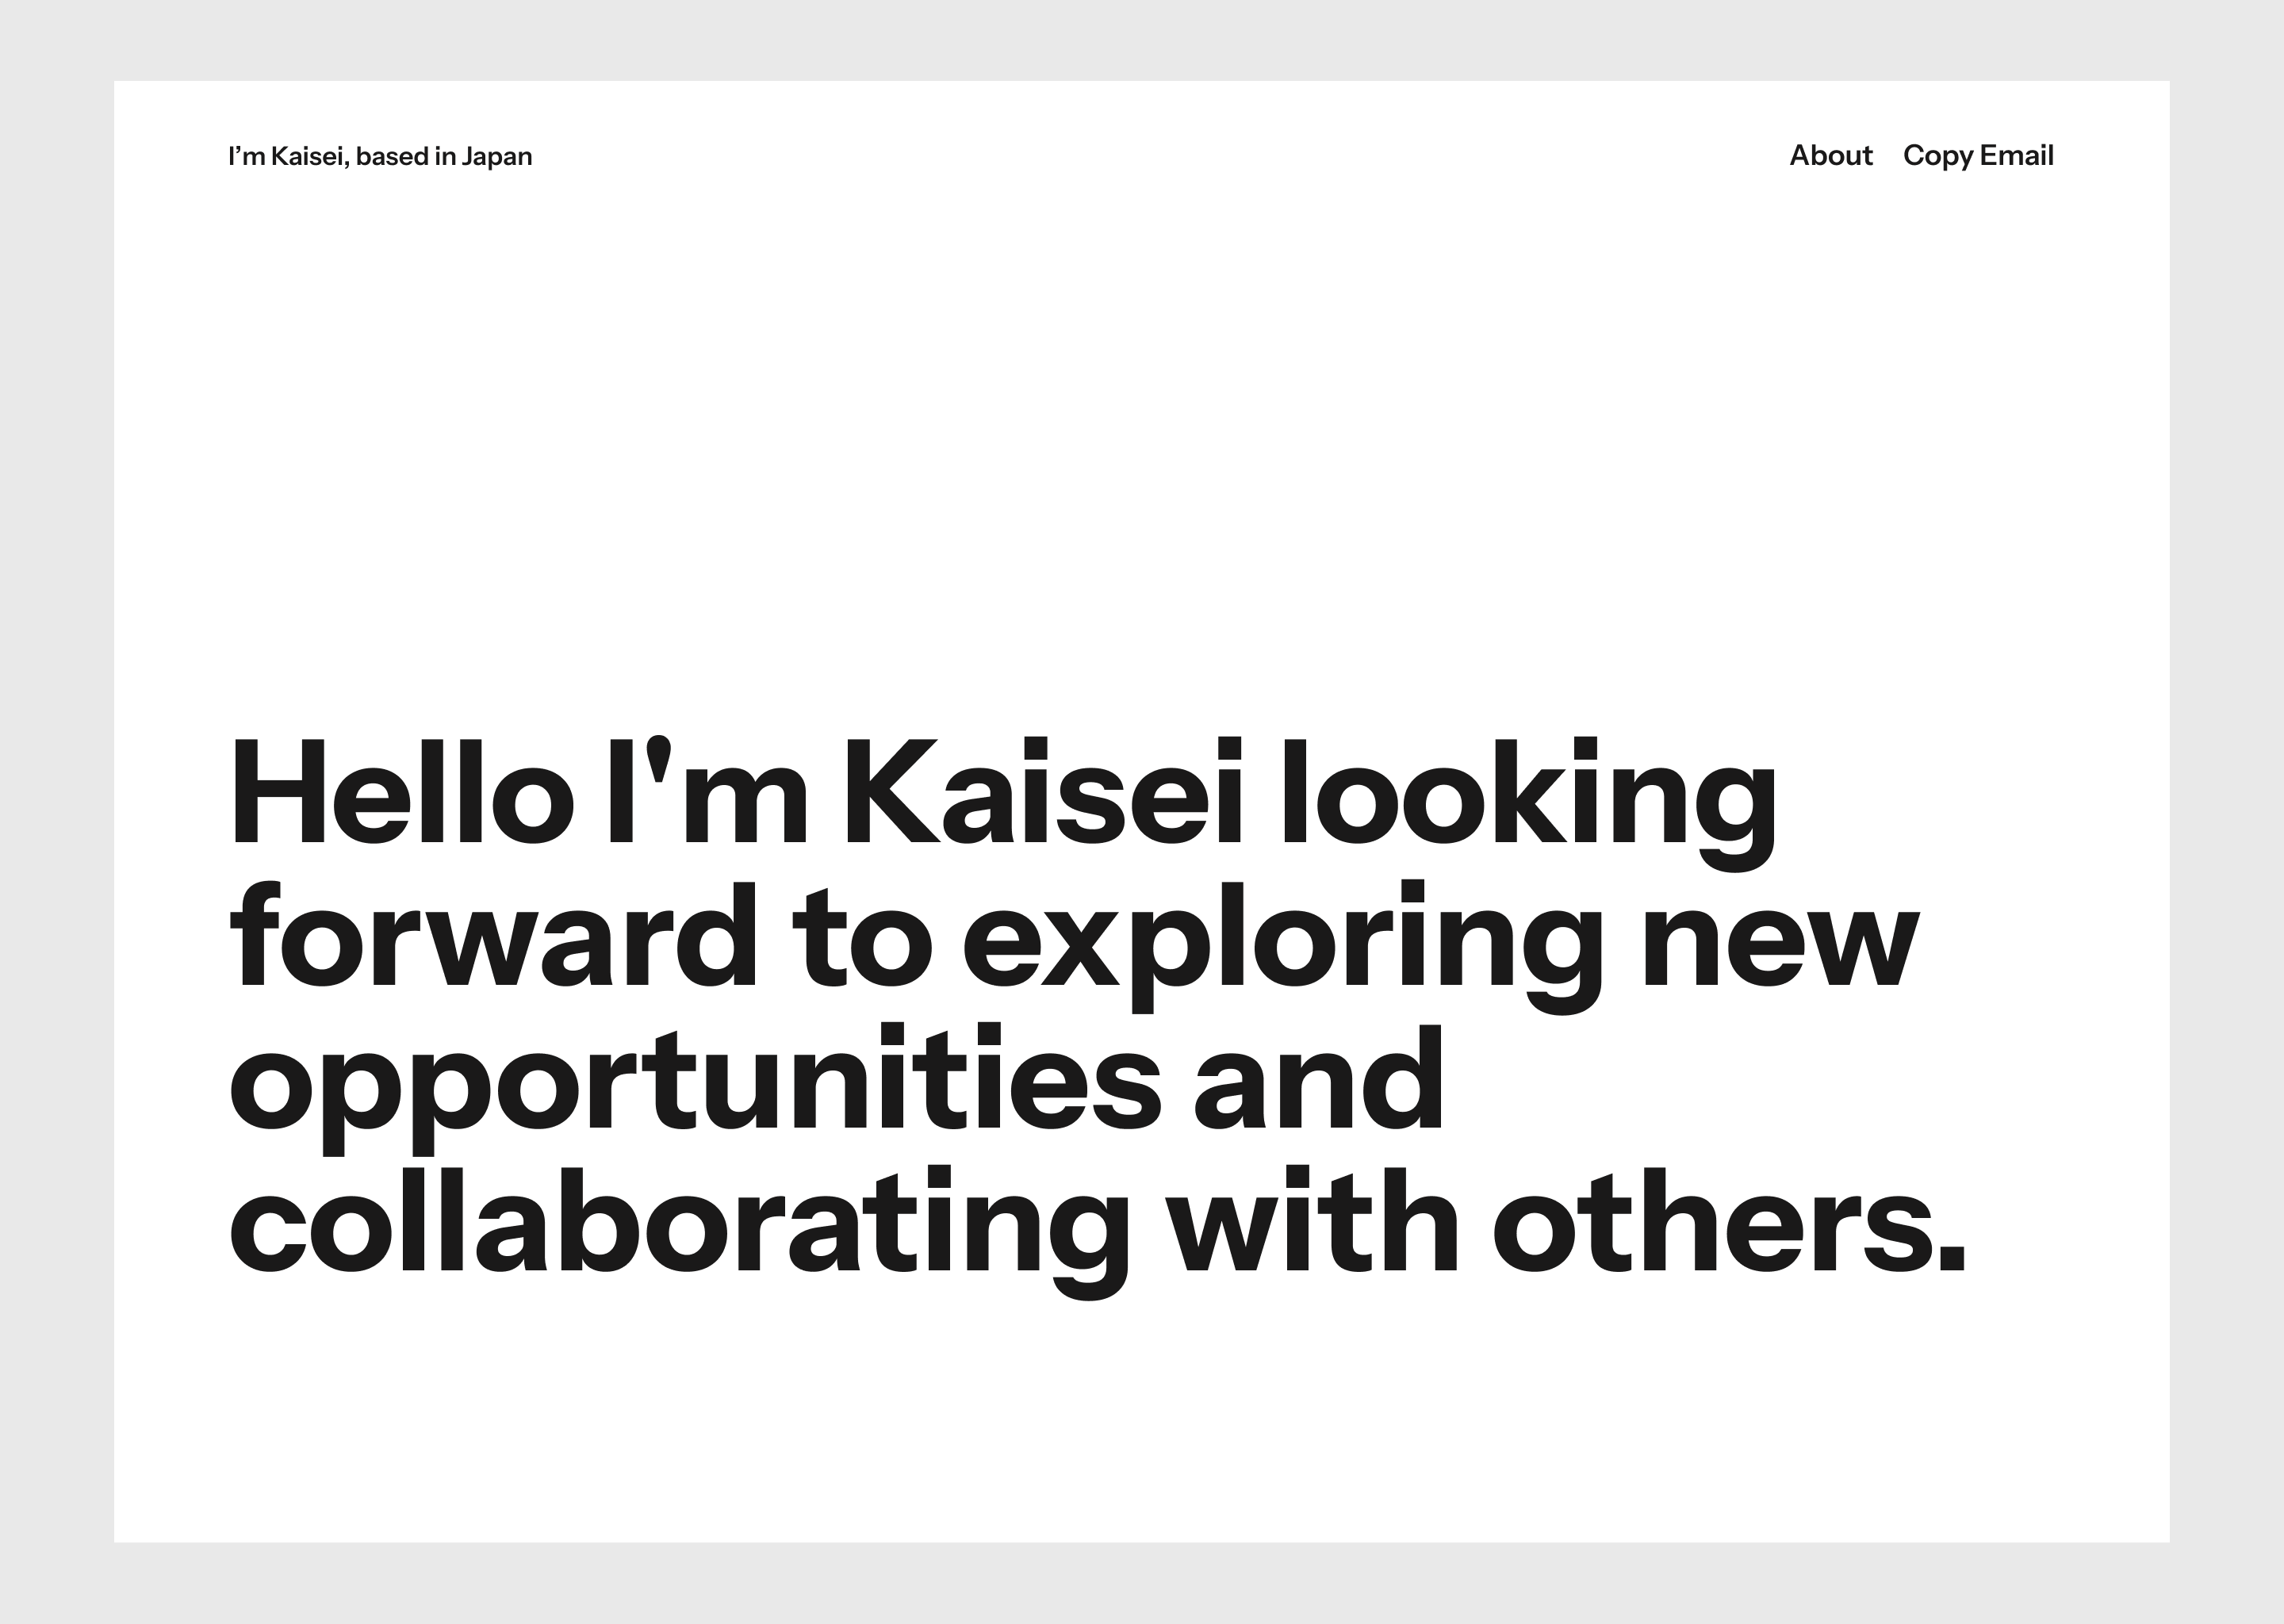 I’m Kaisei, based in Japan
About Copy Email
Hello I'm Kaisei looking
forward to exploring new
opportunities and
collaborating with others.